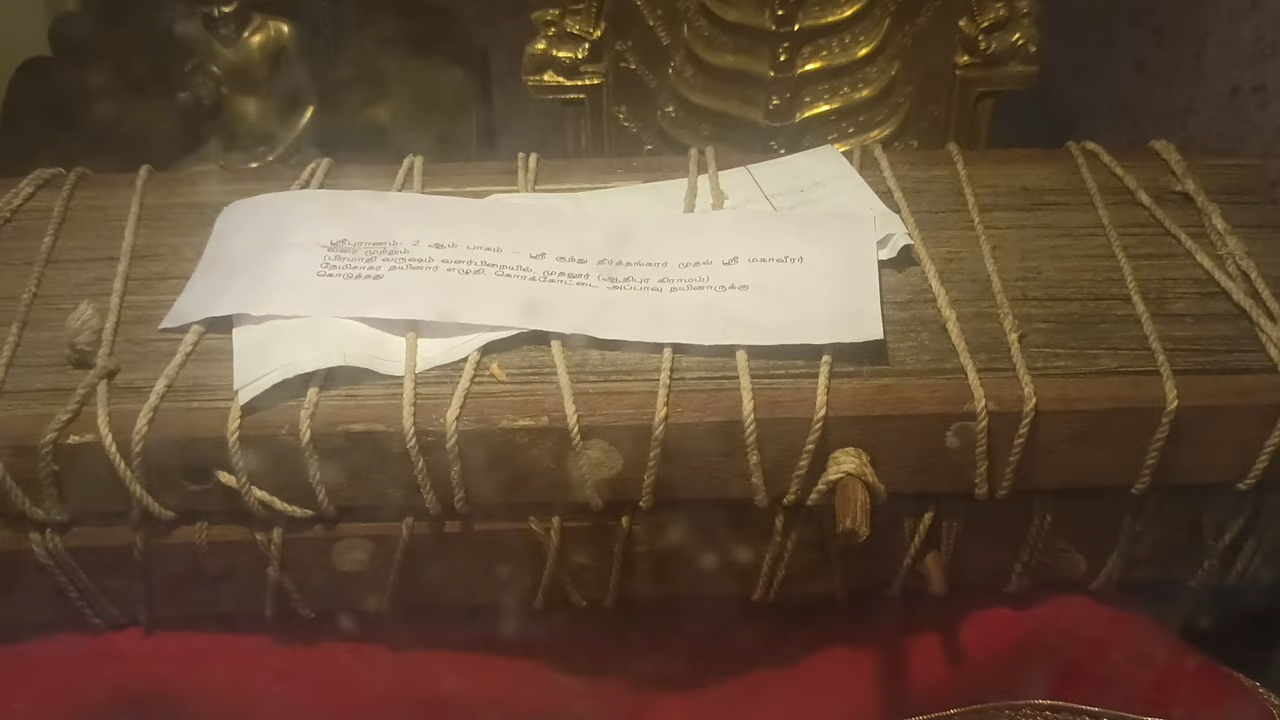 ஸ்ரீபுராணம்- 2 ஆம் பாகம் -- ஸ்ரீ குந்து தீர்த்தங்கரர் முதல் ஸ்ரீ மகாவீரர்
வரை முற்றும்.
(பிரமாதி வருஷம் வளர்பிறையில், முதலூர் (ஆதிபுர கிராமம்)
நேமிசாகர நயினார் எழுதி, கொரக்கோட்டை அப்பாவு நயினாருக்கு
கொடுத்தது